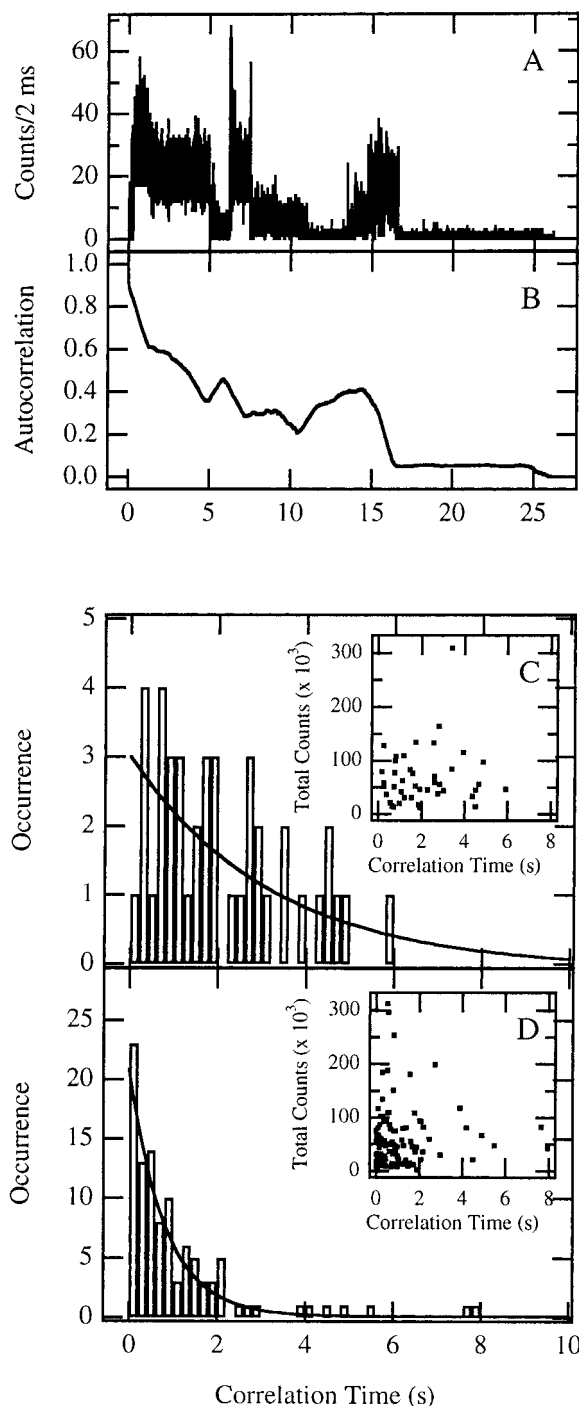 A
Counts/2 ms
60
40
20
0
B
Autocorrelation
1.0
0.8
0.6
0.4
0.2
0.0
0 5 10 15 20 25
C
Occurrence
5
4
3
2
1
0
Total Counts (x 10³)
300
200
100
0
0 2 4 6 8
Correlation Time (s)
D
Occurrence
25
20
15
10
5
0
Total Counts (x 10³)
300
200
100
0
0 2 4 6 8
Correlation Time (s)
0 2 4 6 8 10
Correlation Time (s)